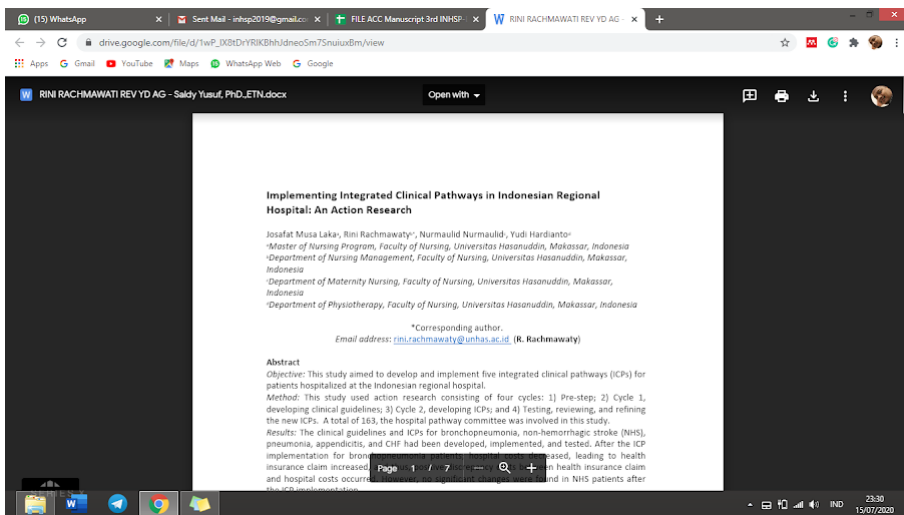 (15) WhatsApp
Sent Mail - inhsp2019@gmail.co
FILE ACC Manuscript 3rd INHSP-
RINI RACHMAWATI REV YD AG -
drive.google.com/file/d/1wP_IX8tDrYRIKBhhJdneoSm7SnuiuxBm/view
Apps Gmail YouTube Maps WhatsApp Web Google
RINI RACHMAWATI REV YD AG - Saldy Yusuf, PhD.,ETN.docx
Open with
Implementing Integrated Clinical Pathways in Indonesian Regional
Hospital: An Action Research
Josafat Musa Laka, Rini Rachmawaty, Nurmaulid Nurmaulid, Yudi Hardianto
Master of Nursing Program, Faculty of Nursing, Universitas Hasanuddin, Makassar, Indonesia
Department of Nursing Management, Faculty of Nursing, Universitas Hasanuddin, Makassar,
Indonesia
Department of Maternity Nursing, Faculty of Nursing, Universitas Hasanuddin, Makassar,
Indonesia
Department of Physiotherapy, Faculty of Nursing, Universitas Hasanuddin, Makassar, Indonesia
*Corresponding author.
Email address: rini.rachmawaty@unhas.ac.id (R. Rachmawaty)
Abstract
Objective: This study aimed to develop and implement five integrated clinical pathways (ICPs) for
patients hospitalized at the Indonesian regional hospital.
Method: This study used action research consisting of four cycles: 1) Pre-step; 2) Cycle 1,
developing clinical guidelines; 3) Cycle 2, developing ICPs; and 4) Testing, reviewing, and refining
the new ICPs. A total of 163, the hospital pathway committee was involved in this study.
Results: The clinical guidelines and ICPs for bronchopneumonia, non-hemorrhagic stroke (NHS),
pneumonia, appendicitis, and CHF had been developed, implemented, and tested. After the ICP
implementation for bronchopneumonia patients, hospital costs decreased, leading to health
insurance claim increased, positive discrepancy between health insurance claim
and hospital costs occurred. However, no significant changes were found in NHS patients after
the ICP implementation.
Page 1 / 7
IND
23:30
15/07/2020